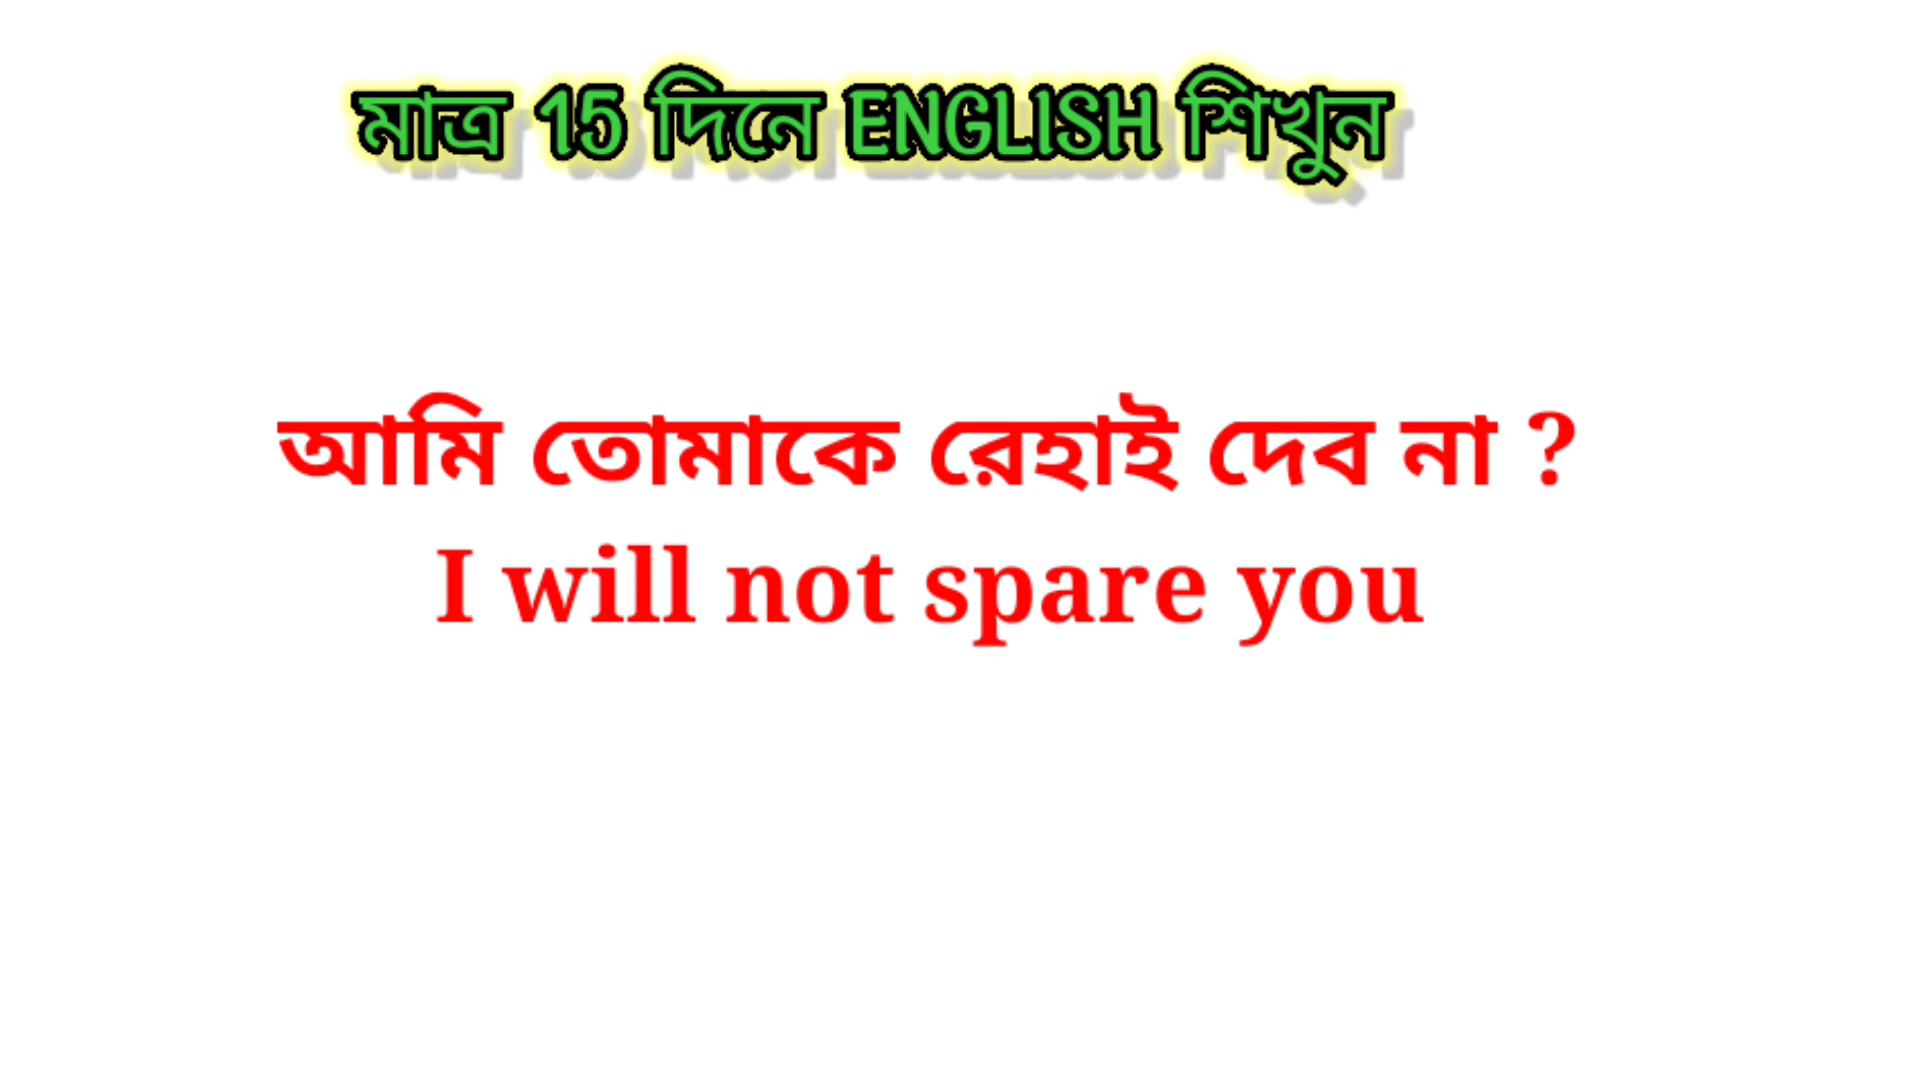 মাত্র 15 দিনে ENGLISH শিখুন
আমি তোমাকে রেহাই দেব না ?
I will not spare you